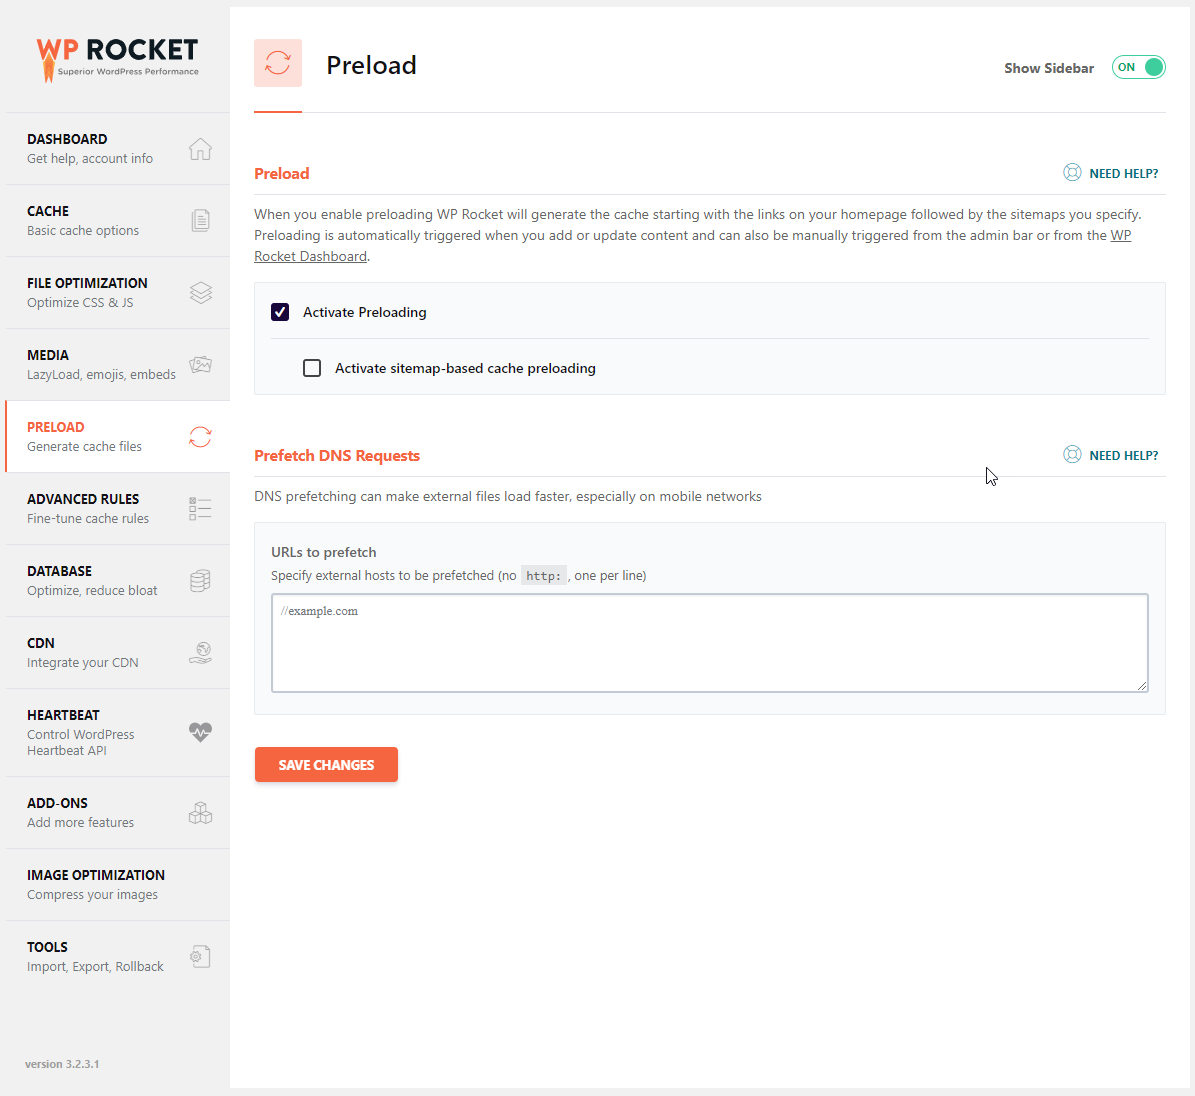 WP ROCKET
Superior WordPress Performance
DASHBOARD
Get help, account info
CACHE
Basic cache options
FILE OPTIMIZATION
Optimize CSS & JS
MEDIA
LazyLoad, emojis, embeds
PRELOAD
Generate cache files
ADVANCED RULES
Fine-tune cache rules
DATABASE
Optimize, reduce bloat
CDN
Integrate your CDN
HEARTBEAT
Control WordPress
Heartbeat API
ADD-ONS
Add more features
IMAGE OPTIMIZATION
Compress your images
TOOLS
Import, Export, Rollback
version 3.2.3.1
Preload
Show Sidebar ON
Preload
NEED HELP?
When you enable preloading WP Rocket will generate the cache starting with the links on your homepage followed by the sitemaps you specify.
Preloading is automatically triggered when you add or update content and can also be manually triggered from the admin bar or from the WP
Rocket Dashboard.
Activate Preloading
Activate sitemap-based cache preloading
Prefetch DNS Requests
NEED HELP?
DNS prefetching can make external files load faster, especially on mobile networks
URLs to prefetch
Specify external hosts to be prefetched (no http: , one per line)
//example.com
SAVE CHANGES